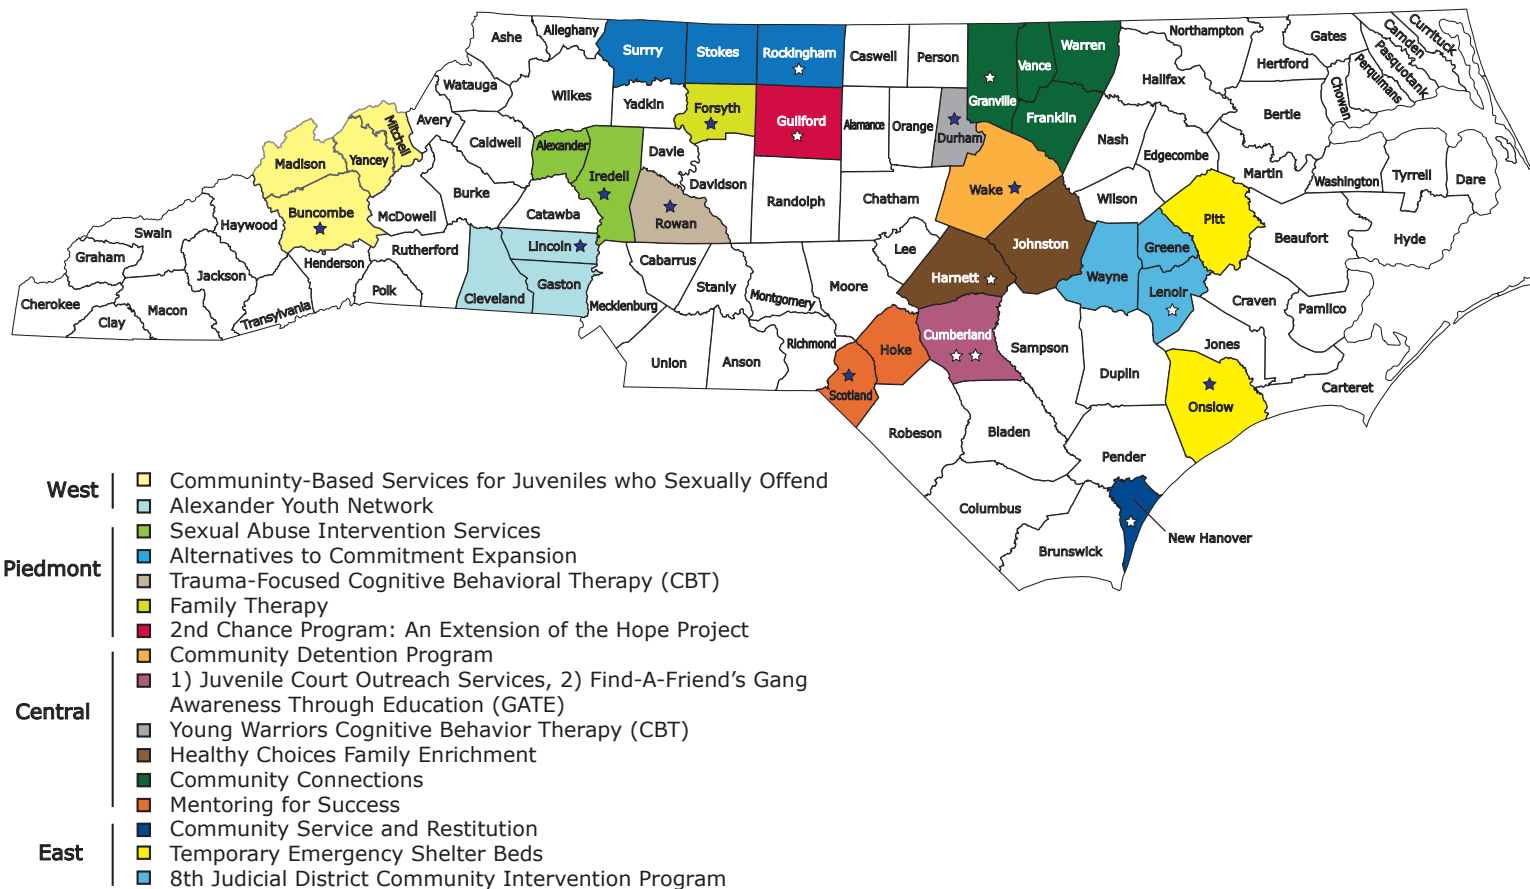 Ashe
Alleghany
Surrry
Stokes
Rockingham
Caswell
Person
Granville
Vance
Warren
Northampton
Gates
Camden
Currituck
Pasquotank
Perquimans
Chowan
Hertford
Halifax
Bertie
Watauga
Wilkes
Yadkin
Forsyth
Guilford
Alamance
Orange
Durham
Franklin
Nash
Edgecombe
Martin
Washington
Tyrrell
Dare
Mitchell
Avery
Caldwell
Alexander
Iredell
Davie
Davidson
Randolph
Chatham
Wake
Wilson
Pitt
Beaufort
Hyde
Madison
Yancey
Buncombe
McDowell
Burke
Catawba
Rowan
Lee
Johnston
Greene
Haywood
Swain
Graham
Jackson
Henderson
Rutherford
Polk
Cleveland
Lincoln
Gaston
Cabarrus
Stanly
Montgomery
Moore
Harnett
Wayne
Lenoir
Craven
Pamlico
Cherokee
Clay
Macon
Transylvania
Mecklenburg
Union
Anson
Richmond
Scotland
Hoke
Cumberland
Sampson
Duplin
Jones
Onslow
Carteret
Robeson
Bladen
Pender
Columbus
Brunswick
New Hanover
West
Communinty-Based Services for Juveniles who Sexually Offend
Alexander Youth Network
Piedmont
Sexual Abuse Intervention Services
Alternatives to Commitment Expansion
Trauma-Focused Cognitive Behavioral Therapy (CBT)
Family Therapy
2nd Chance Program: An Extension of the Hope Project
Central
Community Detention Program
1) Juvenile Court Outreach Services, 2) Find-A-Friend's Gang
Awareness Through Education (GATE)
Young Warriors Cognitive Behavior Therapy (CBT)
Healthy Choices Family Enrichment
Community Connections
Mentoring for Success
East
Community Service and Restitution
Temporary Emergency Shelter Beds
8th Judicial District Community Intervention Program